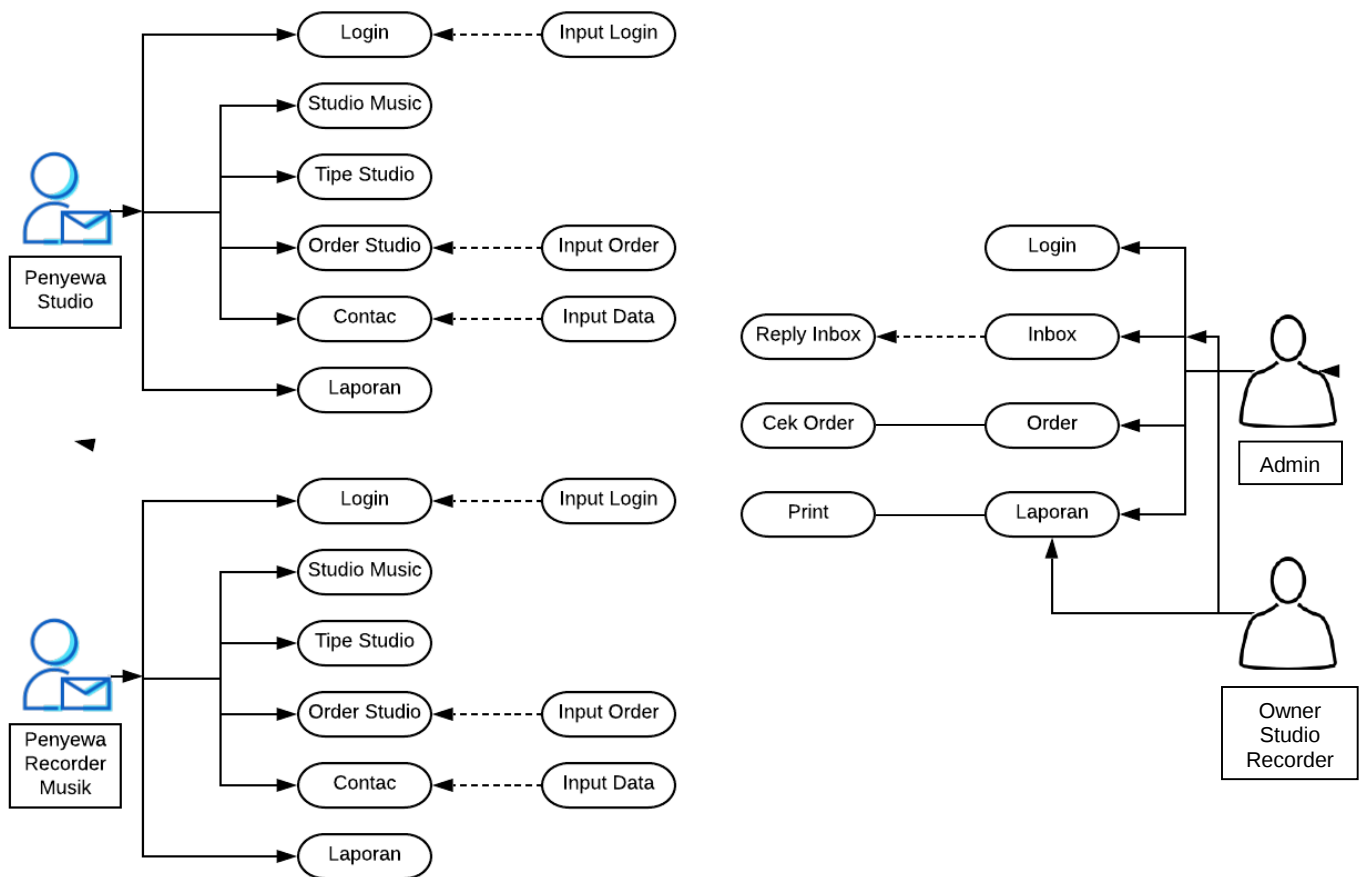 Login
Input Login
Studio Music
Tipe Studio
Order Studio
Input Order
Contac
Input Data
Laporan
Penyewa
Studio
Login
Input Login
Studio Music
Tipe Studio
Order Studio
Input Order
Contac
Input Data
Laporan
Penyewa
Recorder
Musik
Login
Reply Inbox
Inbox
Cek Order
Order
Print
Laporan
Admin
Owner
Studio
Recorder